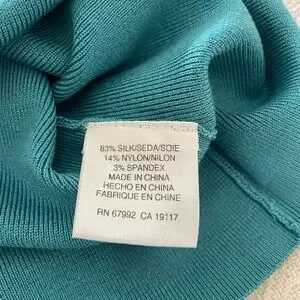 83% SILK/SEDA/SOIE
14% NYLON/NILON
3% SPANDEX
MADE IN CHINA
HECHO EN CHINA
FABRIQUE EN CHINE
RN 67992 CA 19117